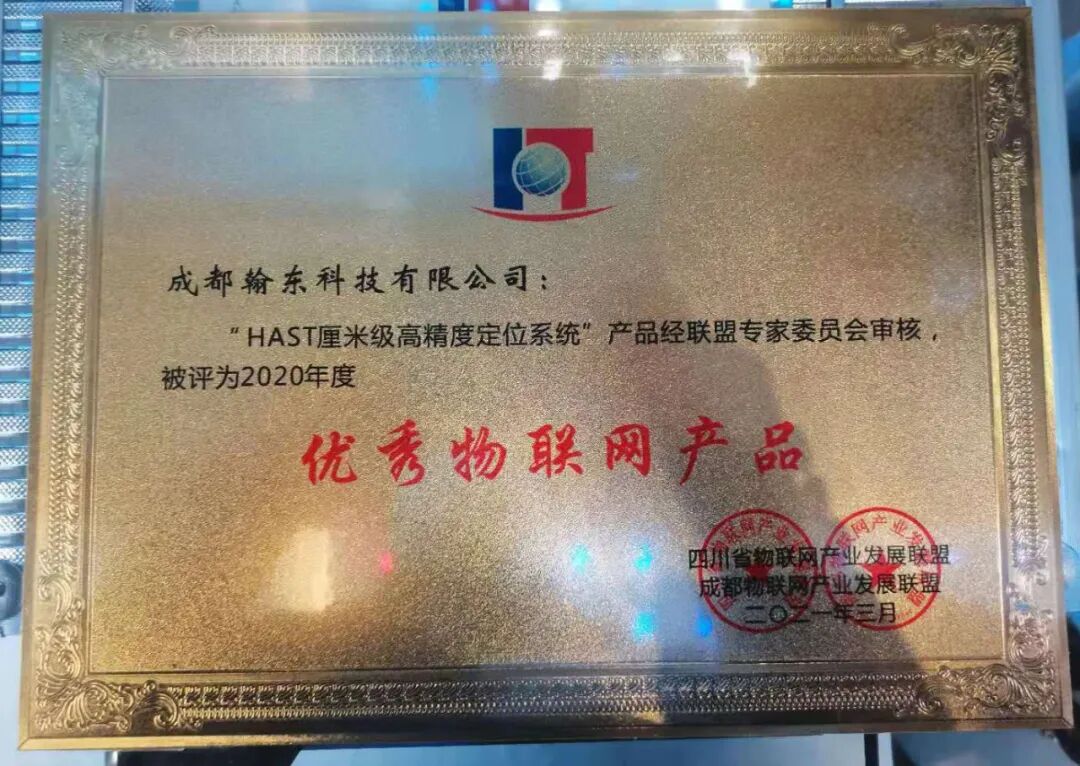 成都翰东科技有限公司：
“HAST厘米级高精度定位系统”产品经联盟专家委员会审核，
被评为2020年度
优秀物联网产品
四川省物联网产业发展联盟
成都物联网产业发展联盟
二〇二一年三月